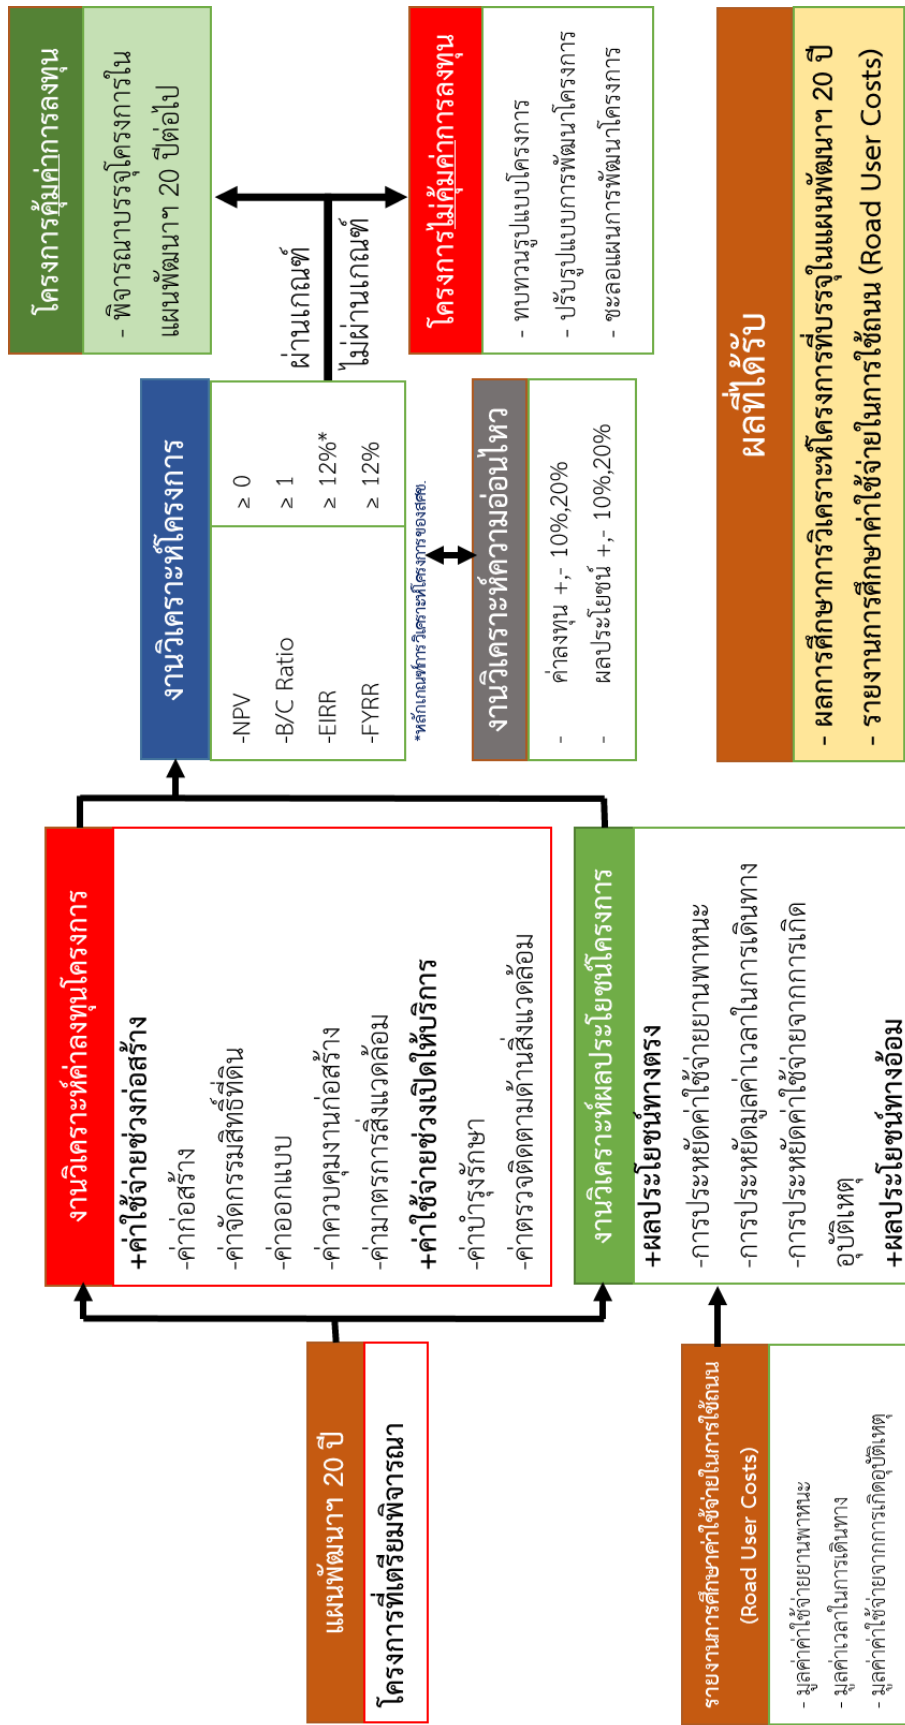 แผนพัฒนาฯ 20 ปี
โครงการที่เตรียมพิจารณา
รายงานการศึกษาค่าใช้จ่ายในการใช้ถนน
(Road User Costs)
- มูลค่าค่าใช้จ่ายยานพาหนะ
- มูลค่าเวลาในการเดินทาง
- มูลค่าค่าใช้จ่ายจากการเกิดอุบัติเหตุ
งานวิเคราะห์ค่าลงทุนโครงการ
+ค่าใช้จ่ายช่วงก่อสร้าง
-ค่าก่อสร้าง
-ค่าจัดกรรมสิทธิ์ที่ดิน
-ค่าออกแบบ
-ค่าควบคุมงานก่อสร้าง
-ค่ามาตรการสิ่งแวดล้อม
+ค่าใช้จ่ายช่วงเปิดให้บริการ
-ค่าบำรุงรักษา
-ค่าตรวจติดตามด้านสิ่งแวดล้อม
งานวิเคราะห์ผลประโยชน์โครงการ
+ผลประโยชน์ทางตรง
-การประหยัดค่าใช้จ่ายยานพาหนะ
-การประหยัดมูลค่าเวลาในการเดินทาง
-การประหยัดค่าใช้จ่ายจากการเกิด
อุบัติเหตุ
+ผลประโยชน์ทางอ้อม
งานวิเคราะห์โครงการ
-NPV ≥ 0
-B/C Ratio ≥ 1
-EIRR ≥ 12%*
-FYRR ≥ 12%
*หลักเกณฑ์การวิเคราะห์โครงการของสศช.
งานวิเคราะห์ความอ่อนไหว
- ค่าลงทุน +,- 10%,20%
- ผลประโยชน์ +,- 10%,20%
ผ่านเกณฑ์
ไม่ผ่านเกณฑ์
โครงการคุ้มค่าการลงทุน
- พิจารณาบรรจุโครงการใน
แผนพัฒนาฯ 20 ปีต่อไป
โครงการไม่คุ้มค่าการลงทุน
- ทบทวนรูปแบบโครงการ
- ปรับรูปแบบการพัฒนาโครงการ
- ชะลอแผนการพัฒนาโครงการ
ผลที่ได้รับ
- ผลการศึกษาการวิเคราะห์โครงการที่บรรจุในแผนพัฒนาฯ 20 ปี
- รายงานการศึกษาค่าใช้จ่ายในการใช้ถนน (Road User Costs)